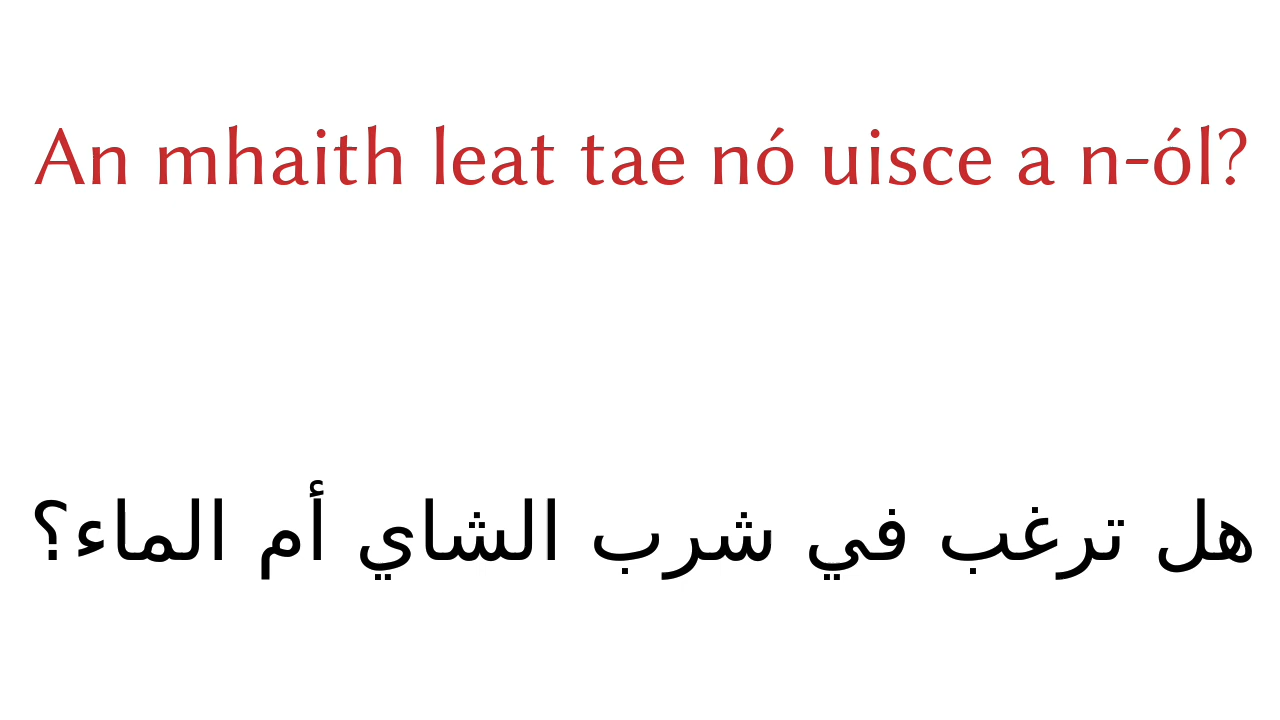 An mhaith leat tae nó uisce a n-ól?
هل ترغب في شرب الشاي أم الماء؟